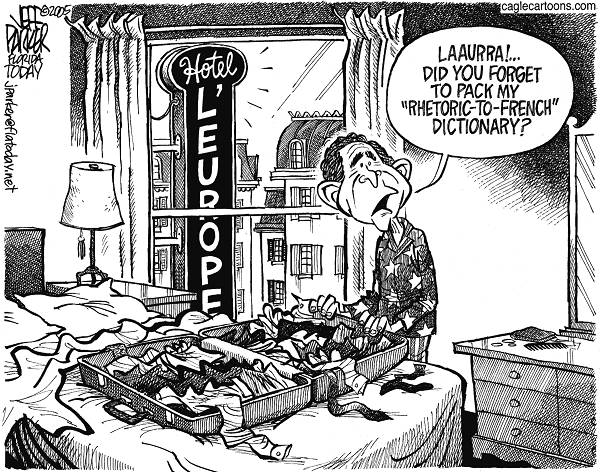 JEFF ©2005
PARKER
FLORIDA
TODAY
jparker@flatoday.net
caglecartoons.com
Hotel
L'EUROPE
LAAURRA!...
DID YOU FORGET
TO PACK MY
"RHETORIC-TO-FRENCH"
DICTIONARY?